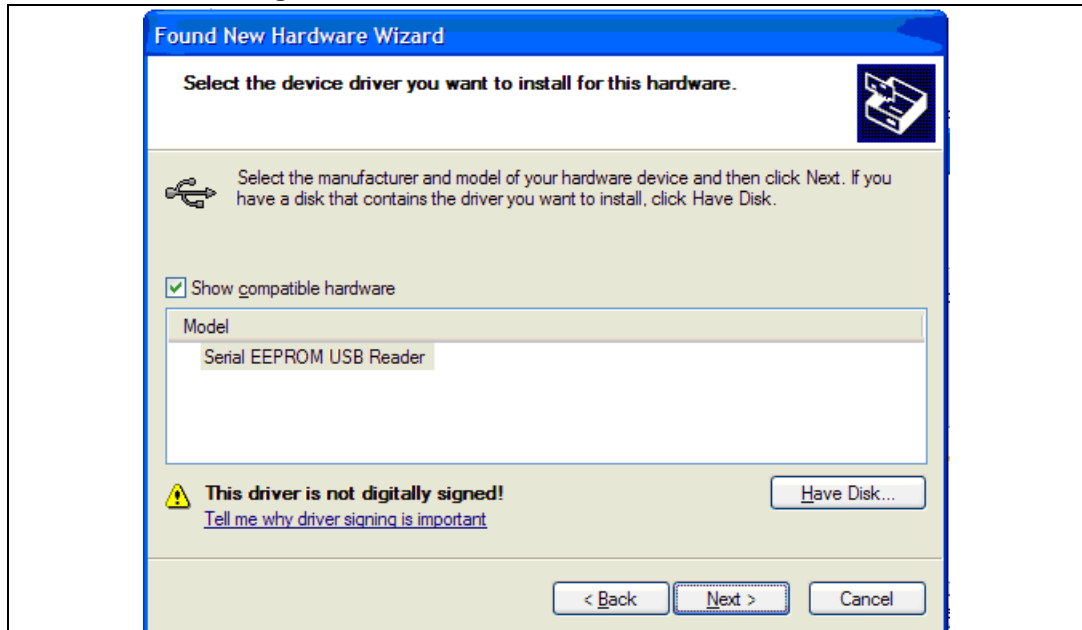 Found New Hardware Wizard
Select the device driver you want to install for this hardware.
Select the manufacturer and model of your hardware device and then click Next. If you
have a disk that contains the driver you want to install, click Have Disk.
Show compatible hardware
Model
Serial EEPROM USB Reader
This driver is not digitally signed!
Have Disk...
Tell me why driver signing is important
< Back
Next >
Cancel